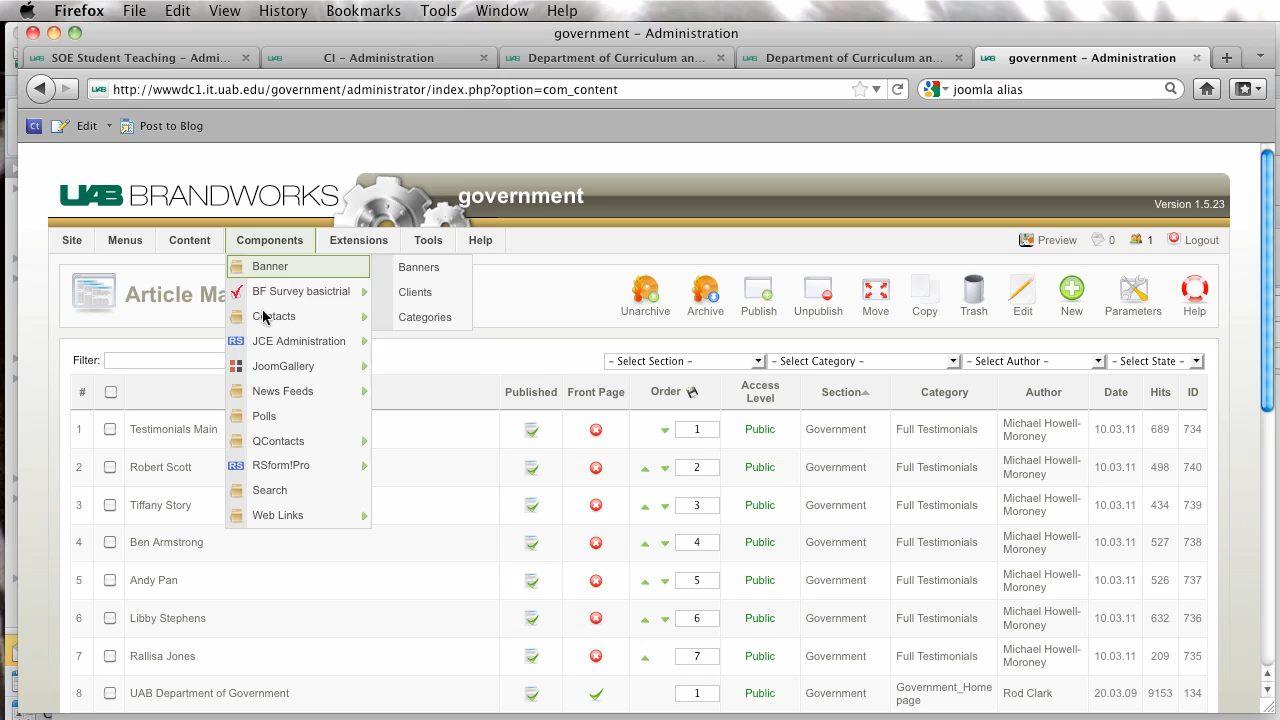 Firefox File Edit View History Bookmarks Tools Window Help
government – Administration
SOE Student Teaching – Admi... CI – Administration Department of Curriculum an... Department of Curriculum an... government – Administration
http://wwwdc1.it.uab.edu/government/administrator/index.php?option=com_content joomla alias
Ct Edit Post to Blog
UAB BRANDWORKS government
Version 1.5.23
Site Menus Content Components Extensions Tools Help Preview 0 1 Logout
Banner Banners
BF Survey basictrial Clients
Contacts Categories
RS JCE Administration
JoomGallery
News Feeds
Polls
QContacts
RS RSform!Pro
Search
Web Links
Article Ma
Unarchive Archive Publish Unpublish Move Copy Trash Edit New Parameters Help
Filter: – Select Section – – Select Category – – Select Author – – Select State –
# Published Front Page Order Access Level Section Category Author Date Hits ID
1 Testimonials Main 1 Public Government Full Testimonials Michael Howell-Moroney 10.03.11 689 734
2 Robert Scott 2 Public Government Full Testimonials Michael Howell-Moroney 10.03.11 498 740
3 Tiffany Story 3 Public Government Full Testimonials Michael Howell-Moroney 10.03.11 434 739
4 Ben Armstrong 4 Public Government Full Testimonials Michael Howell-Moroney 10.03.11 527 738
5 Andy Pan 5 Public Government Full Testimonials Michael Howell-Moroney 10.03.11 526 737
6 Libby Stephens 6 Public Government Full Testimonials Michael Howell-Moroney 10.03.11 632 736
7 Rallisa Jones 7 Public Government Full Testimonials Michael Howell-Moroney 10.03.11 209 735
8 UAB Department of Government 1 Public Government Government_Home page Rod Clark 20.03.09 9153 134